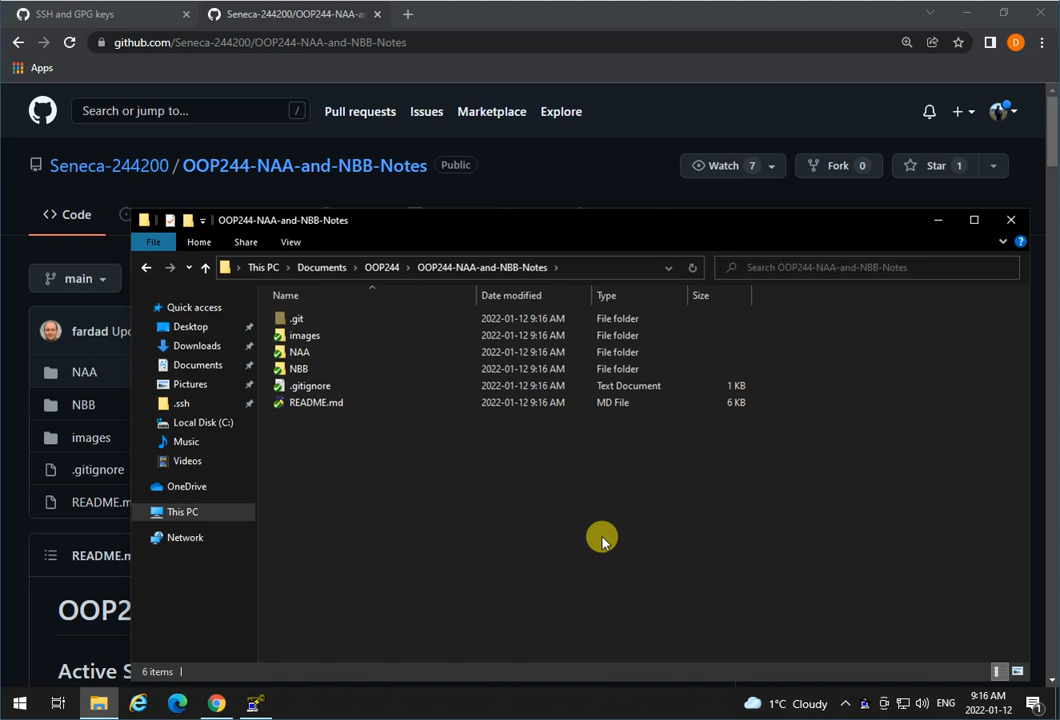 SSH and GPG keys
Seneca-244200/OOP244-NAA-and-
github.com/Seneca-244200/OOP244-NAA-and-NBB-Notes
D
Apps
Search or jump to...
/
Pull requests Issues Marketplace Explore
Seneca-244200 / OOP244-NAA-and-NBB-Notes Public
Watch 7 Fork 0 Star 1
<> Code
main
fardad Upd
NAA
NBB
images
.gitignore
README.m
README.m
OOP2
Active S
OOP244-NAA-and-NBB-Notes
File Home Share View
This PC > Documents > OOP244 > OOP244-NAA-and-NBB-Notes >
Search OOP244-NAA-and-NBB-Notes
Quick access
Desktop
Downloads
Documents
Pictures
.ssh
Local Disk (C:)
Music
Videos
OneDrive
This PC
Network
Name Date modified Type Size
.git 2022-01-12 9:16 AM File folder
images 2022-01-12 9:16 AM File folder
NAA 2022-01-12 9:16 AM File folder
NBB 2022-01-12 9:16 AM File folder
.gitignore 2022-01-12 9:16 AM Text Document 1 KB
README.md 2022-01-12 9:16 AM MD File 6 KB
6 items
1°C Cloudy
ENG
9:16 AM
2022-01-12
1